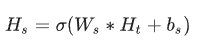 H_s = σ(W_s * H_t + b_s)